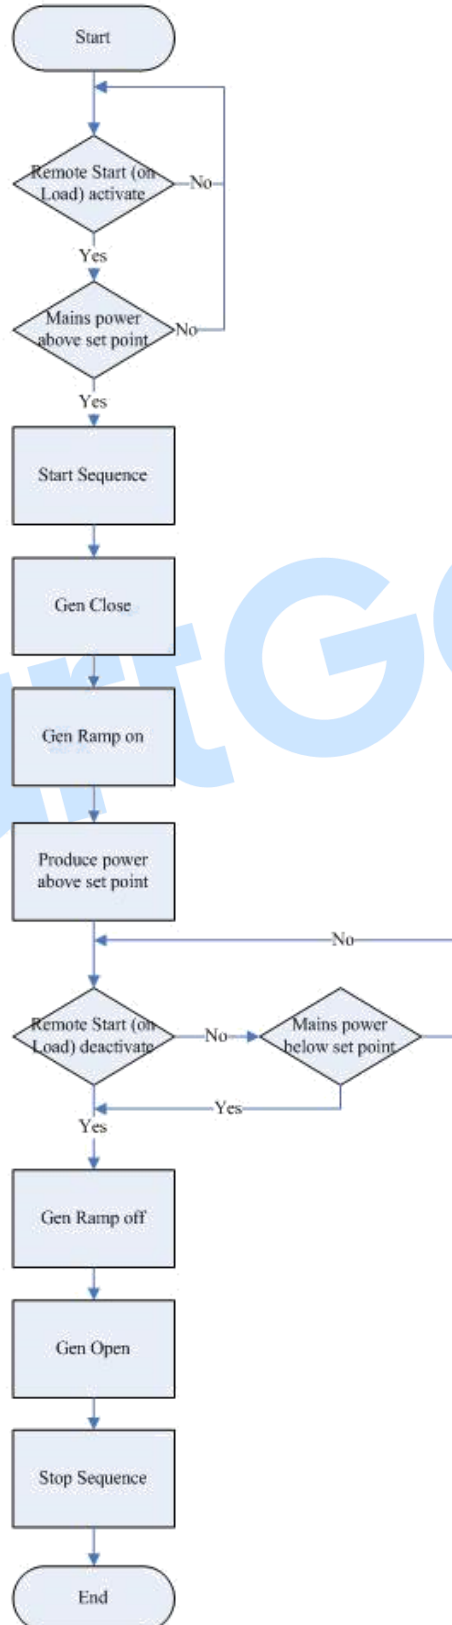 Start
Remote Start (on
Load) activate
No
Yes
Mains power
above set point
No
Yes
Start Sequence
Gen Close
Gen Ramp on
Produce power
above set point
No
Remote Start (on
Load) deactivate
No
Mains power
below set point
Yes
Yes
Gen Ramp off
Gen Open
Stop Sequence
End